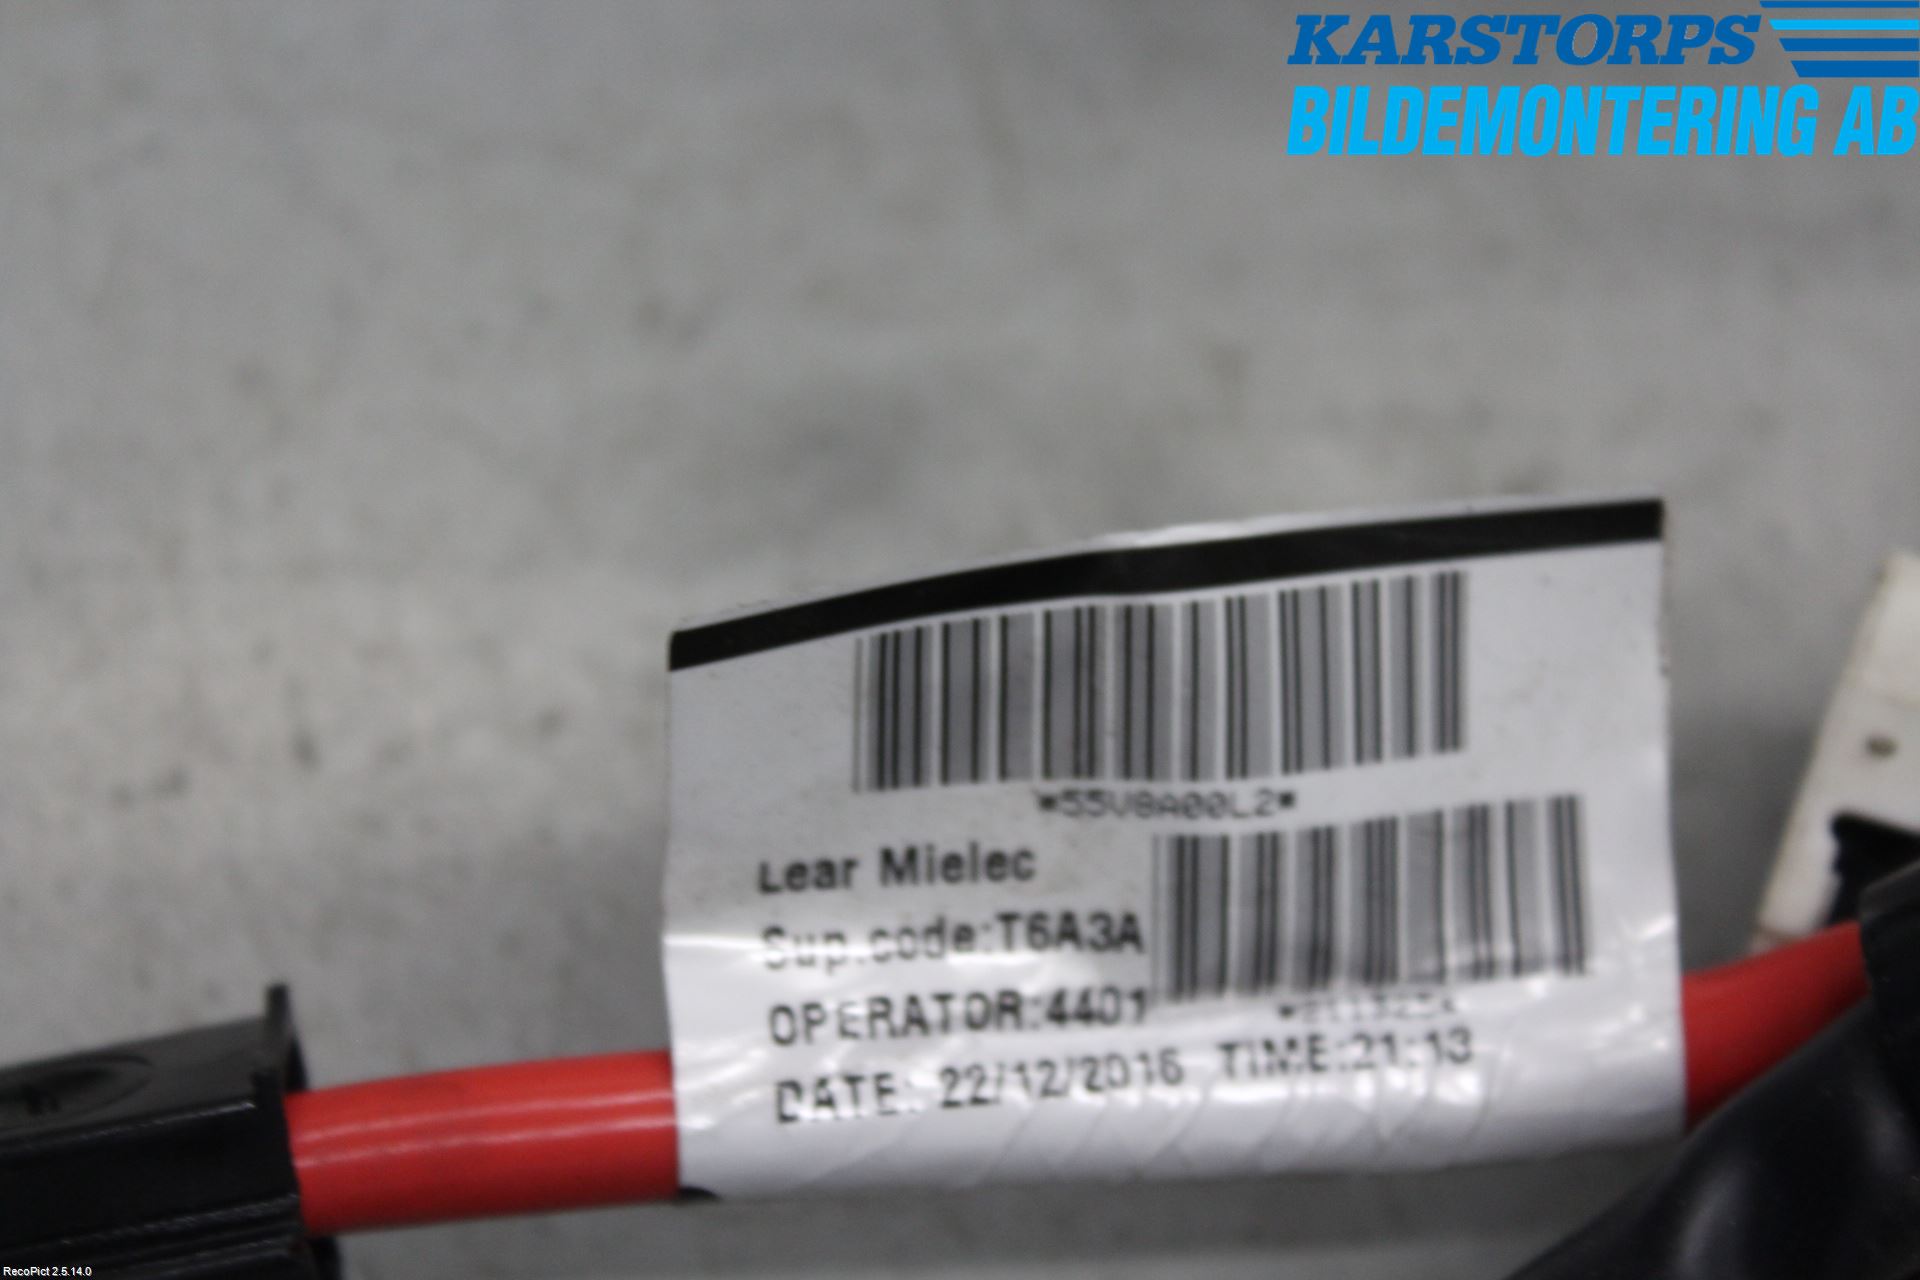 KARSTORPS
BILDEMONTERING AB
*55V8A00L2*
Lear Mielec
Sup.code:T6A3A
OPERATOR:4401
DATE: 22/12/2016 TIME:21:13
RecoPict 2.5.14.0